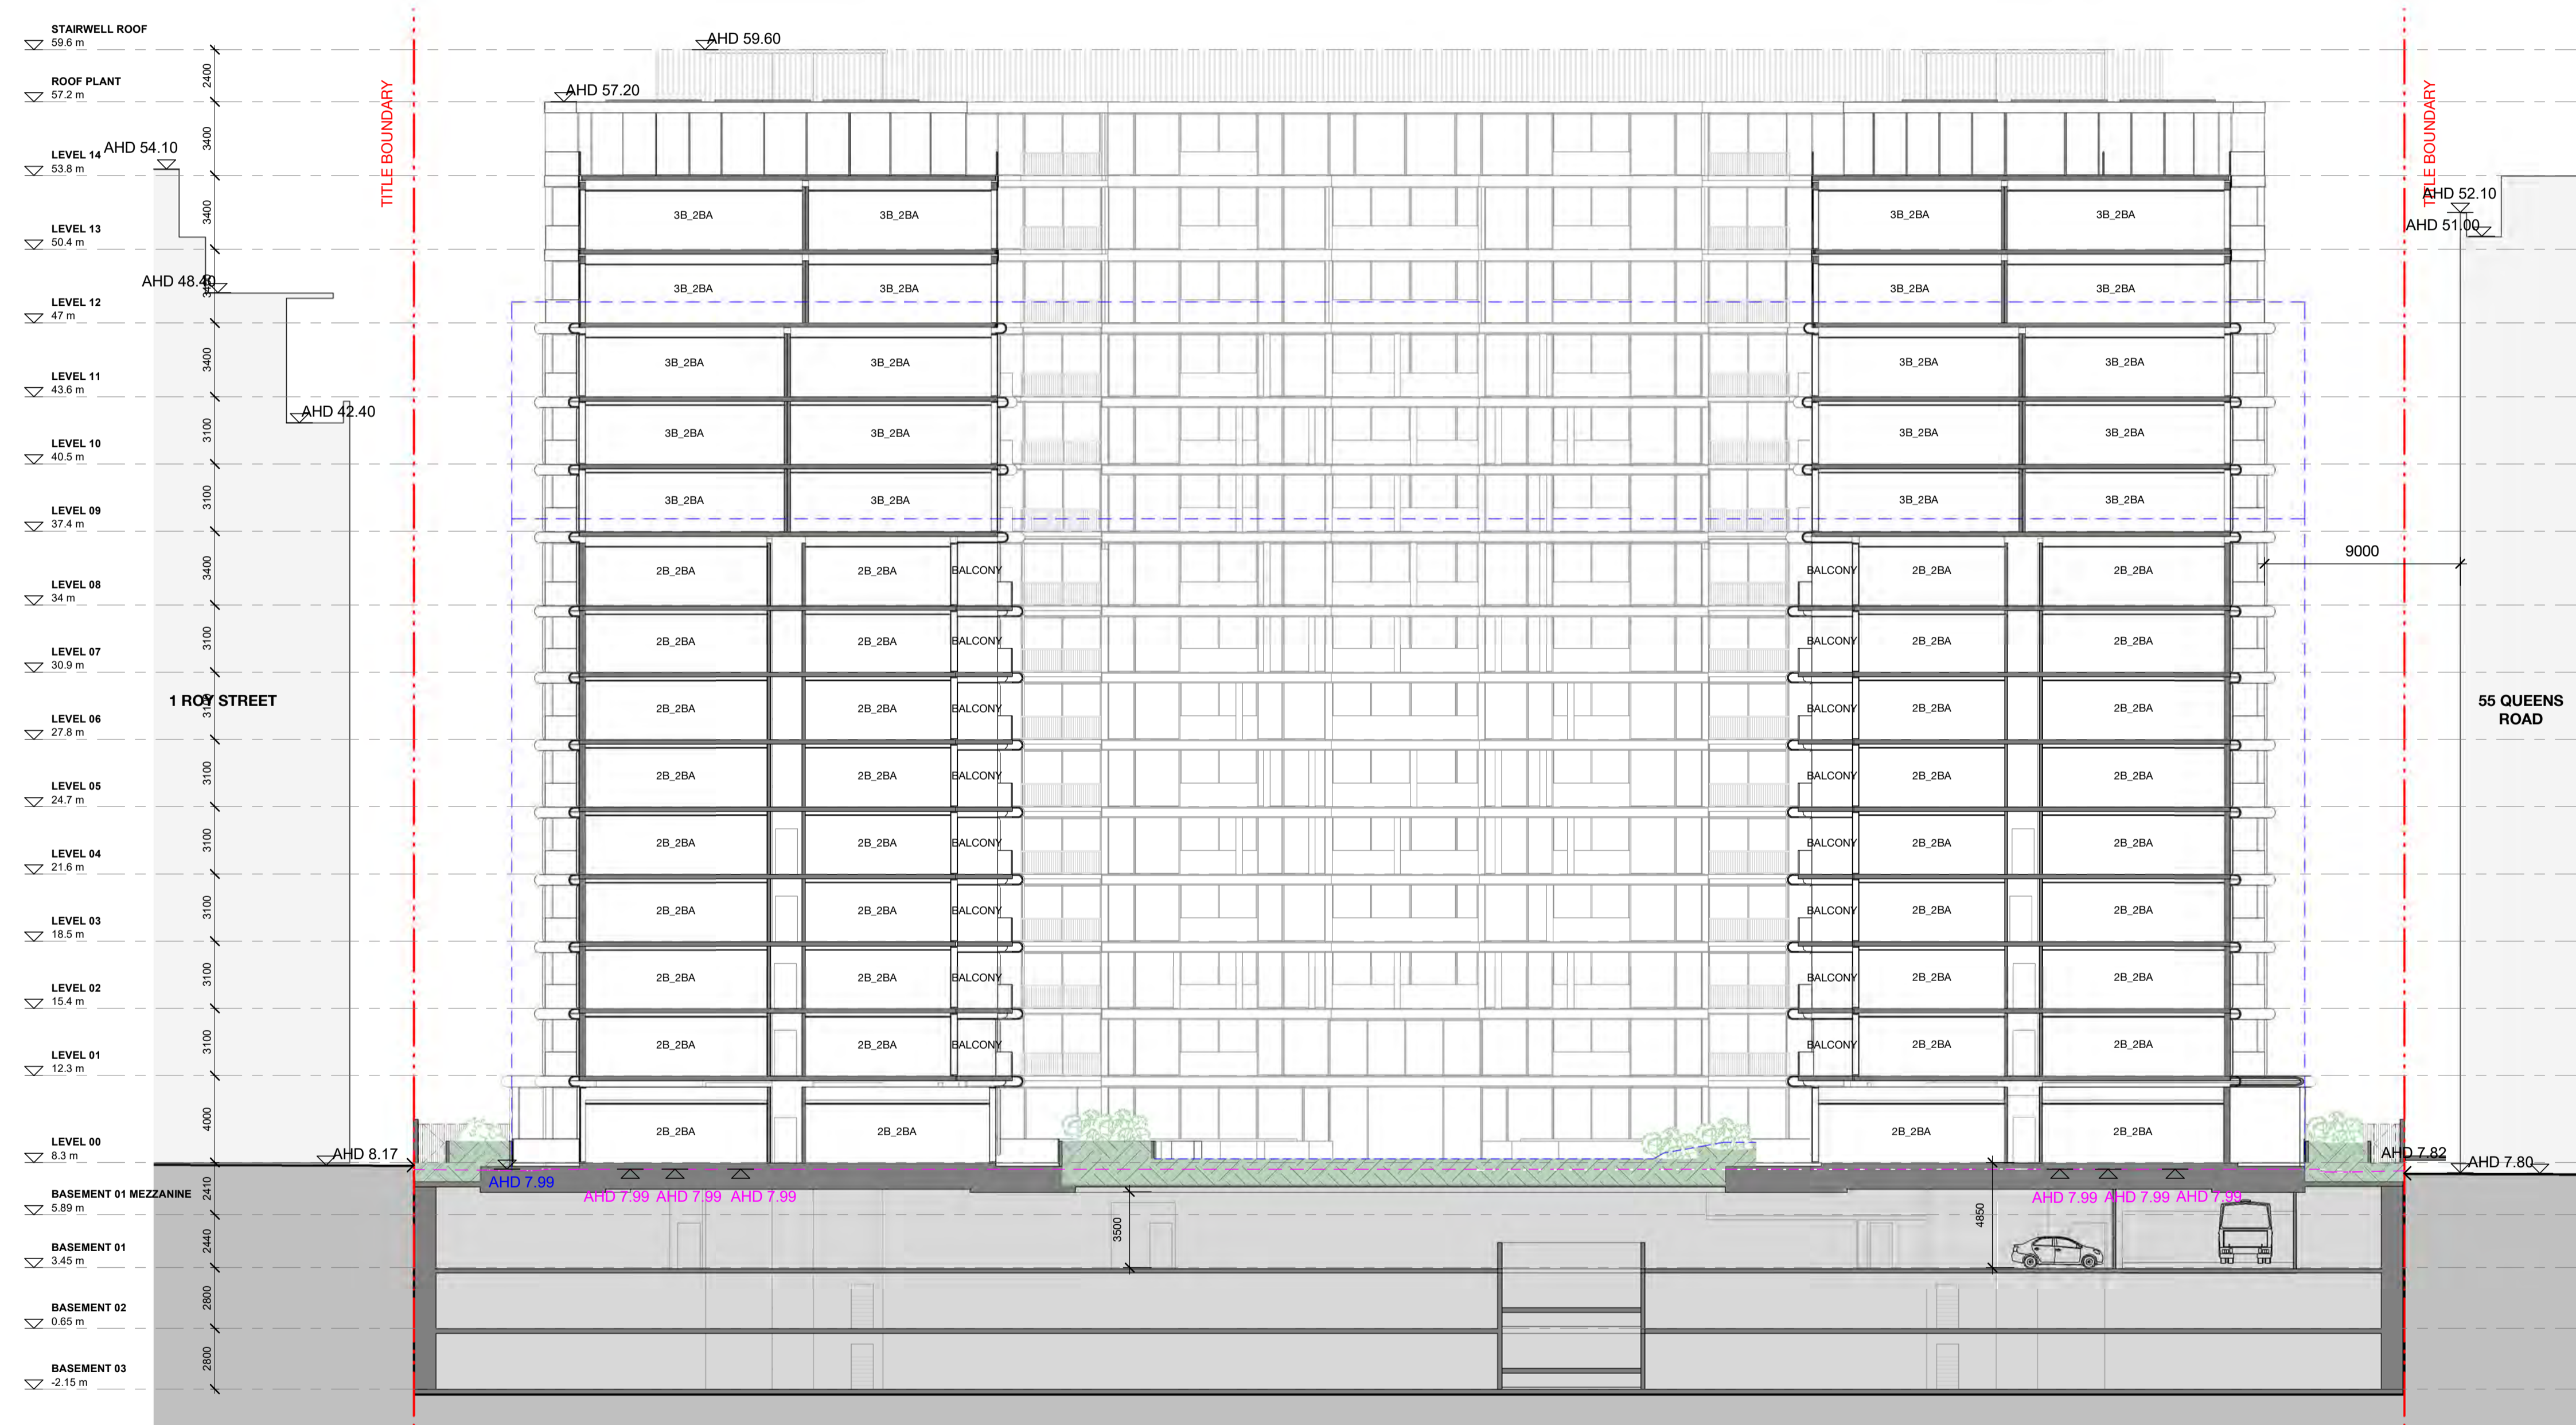 STAIRWELL ROOF
59.6 m
AHD 59.60
2400
ROOF PLANT
57.2 m
AHD 57.20
TITLE BOUNDARY
TITLE BOUNDARY
3400
LEVEL 14
53.8 m
AHD 54.10
AHD 52.10
AHD 51.00
3400
3B_2BA 3B_2BA 3B_2BA 3B_2BA
LEVEL 13
50.4 m
AHD 48.40
3B_2BA 3B_2BA 3B_2BA 3B_2BA
LEVEL 12
47 m
3400
3B_2BA 3B_2BA 3B_2BA 3B_2BA
LEVEL 11
43.6 m
AHD 42.40
3100
3B_2BA 3B_2BA 3B_2BA 3B_2BA
LEVEL 10
40.5 m
3100
3B_2BA 3B_2BA 3B_2BA 3B_2BA
LEVEL 09
37.4 m
9000
3400
2B_2BA 2B_2BA BALCONY BALCONY 2B_2BA 2B_2BA
LEVEL 08
34 m
3100
2B_2BA 2B_2BA BALCONY BALCONY 2B_2BA 2B_2BA
LEVEL 07
30.9 m
1 ROY STREET
55 QUEENS
ROAD
2B_2BA 2B_2BA BALCONY BALCONY 2B_2BA 2B_2BA
LEVEL 06
27.8 m
3100
2B_2BA 2B_2BA BALCONY BALCONY 2B_2BA 2B_2BA
LEVEL 05
24.7 m
3100
2B_2BA 2B_2BA BALCONY BALCONY 2B_2BA 2B_2BA
LEVEL 04
21.6 m
3100
2B_2BA 2B_2BA BALCONY BALCONY 2B_2BA 2B_2BA
LEVEL 03
18.5 m
3100
2B_2BA 2B_2BA BALCONY BALCONY 2B_2BA 2B_2BA
LEVEL 02
15.4 m
3100
2B_2BA 2B_2BA BALCONY BALCONY 2B_2BA 2B_2BA
LEVEL 01
12.3 m
4000
2B_2BA 2B_2BA 2B_2BA 2B_2BA
LEVEL 00
8.3 m
AHD 8.17
AHD 7.82
AHD 7.80
AHD 7.99
AHD 7.99 AHD 7.99 AHD 7.99
AHD 7.99 AHD 7.99 AHD 7.99
2410
BASEMENT 01 MEZZANINE
5.89 m
3500
4850
2440
BASEMENT 01
3.45 m
2800
BASEMENT 02
0.65 m
2800
BASEMENT 03
-2.15 m